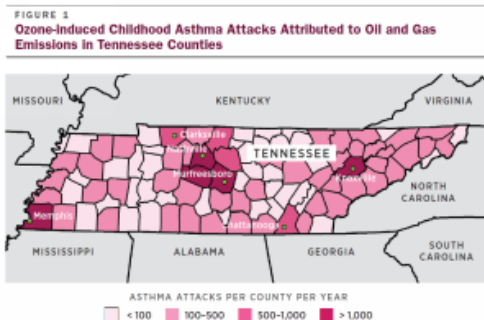 FIGURE 1
Ozone-Induced Childhood Asthma Attacks Attributed to Oil and Gas
Emissions in Tennessee Counties
MISSOURI
KENTUCKY
VIRGINIA
Clarksville
Nashville
TENNESSEE
Murfreesboro
Knoxville
NORTH
CAROLINA
Memphis
Chattanooga
MISSISSIPPI
ALABAMA
GEORGIA
SOUTH
CAROLINA
ASTHMA ATTACKS PER COUNTY PER YEAR
< 100
100–500
500–1,000
> 1,000